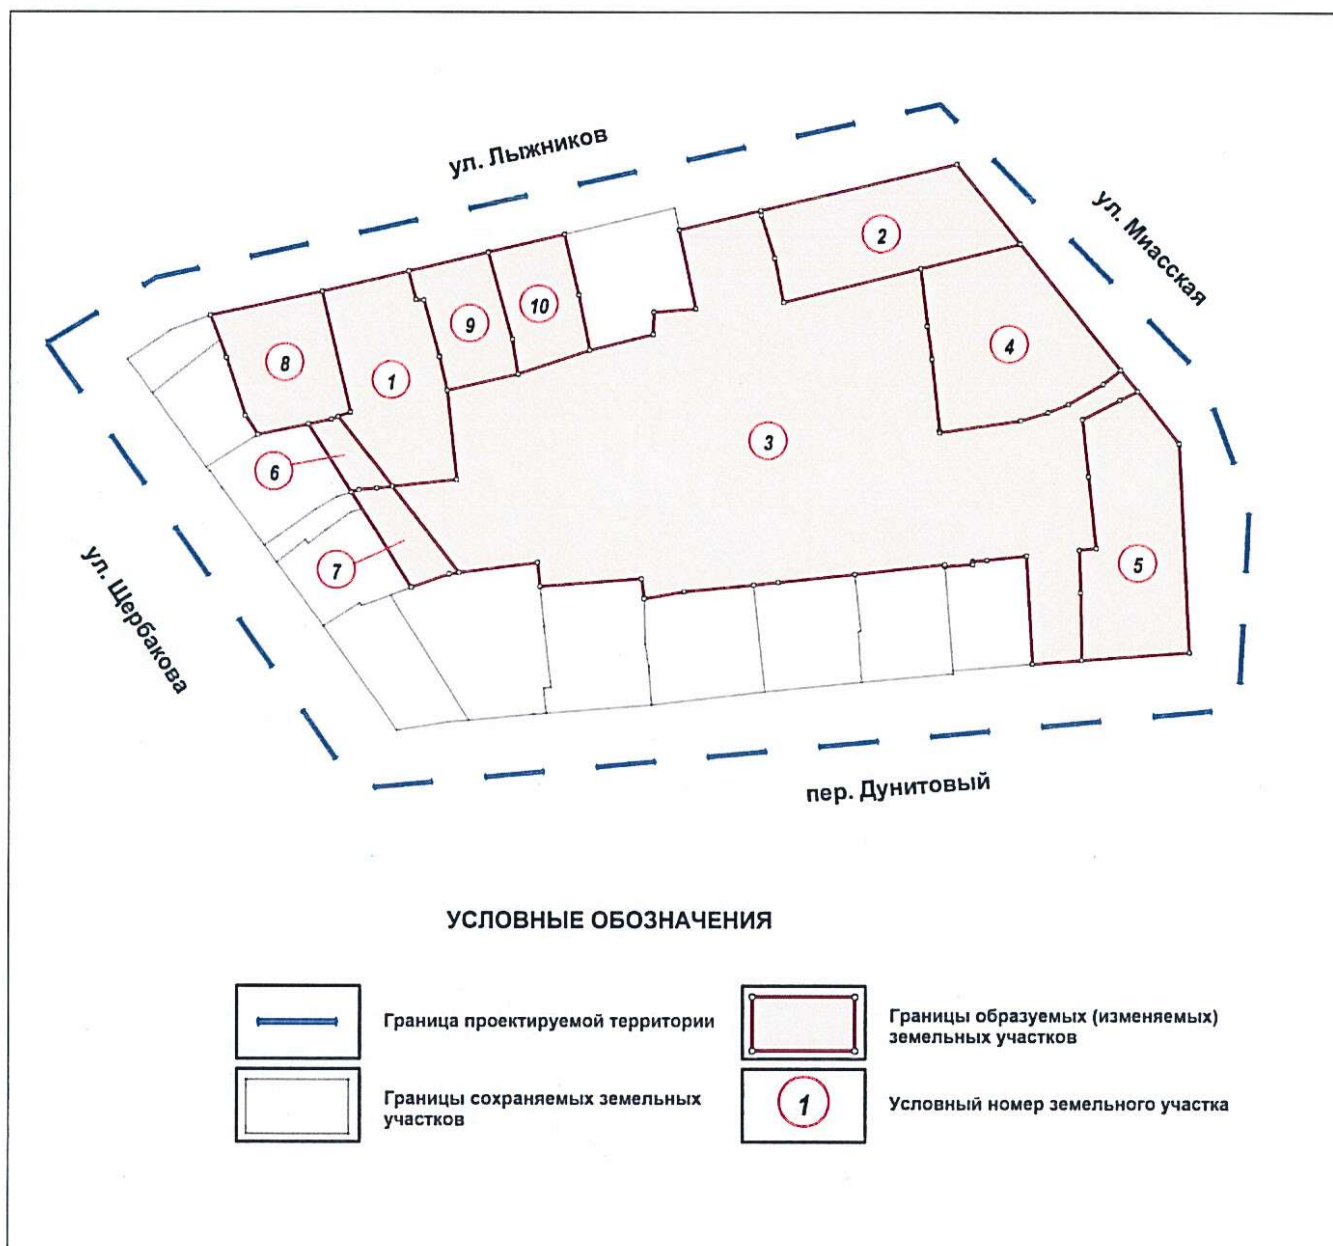 ул. Лыжников
ул. Миасская
2
10
9
4
8
1
3
6
5
7
ул. Щербакова
пер. Дунитовый
УСЛОВНЫЕ ОБОЗНАЧЕНИЯ
Граница проектируемой территории
Границы образуемых (изменяемых)
земельных участков
Границы сохраняемых земельных
участков
1
Условный номер земельного участка